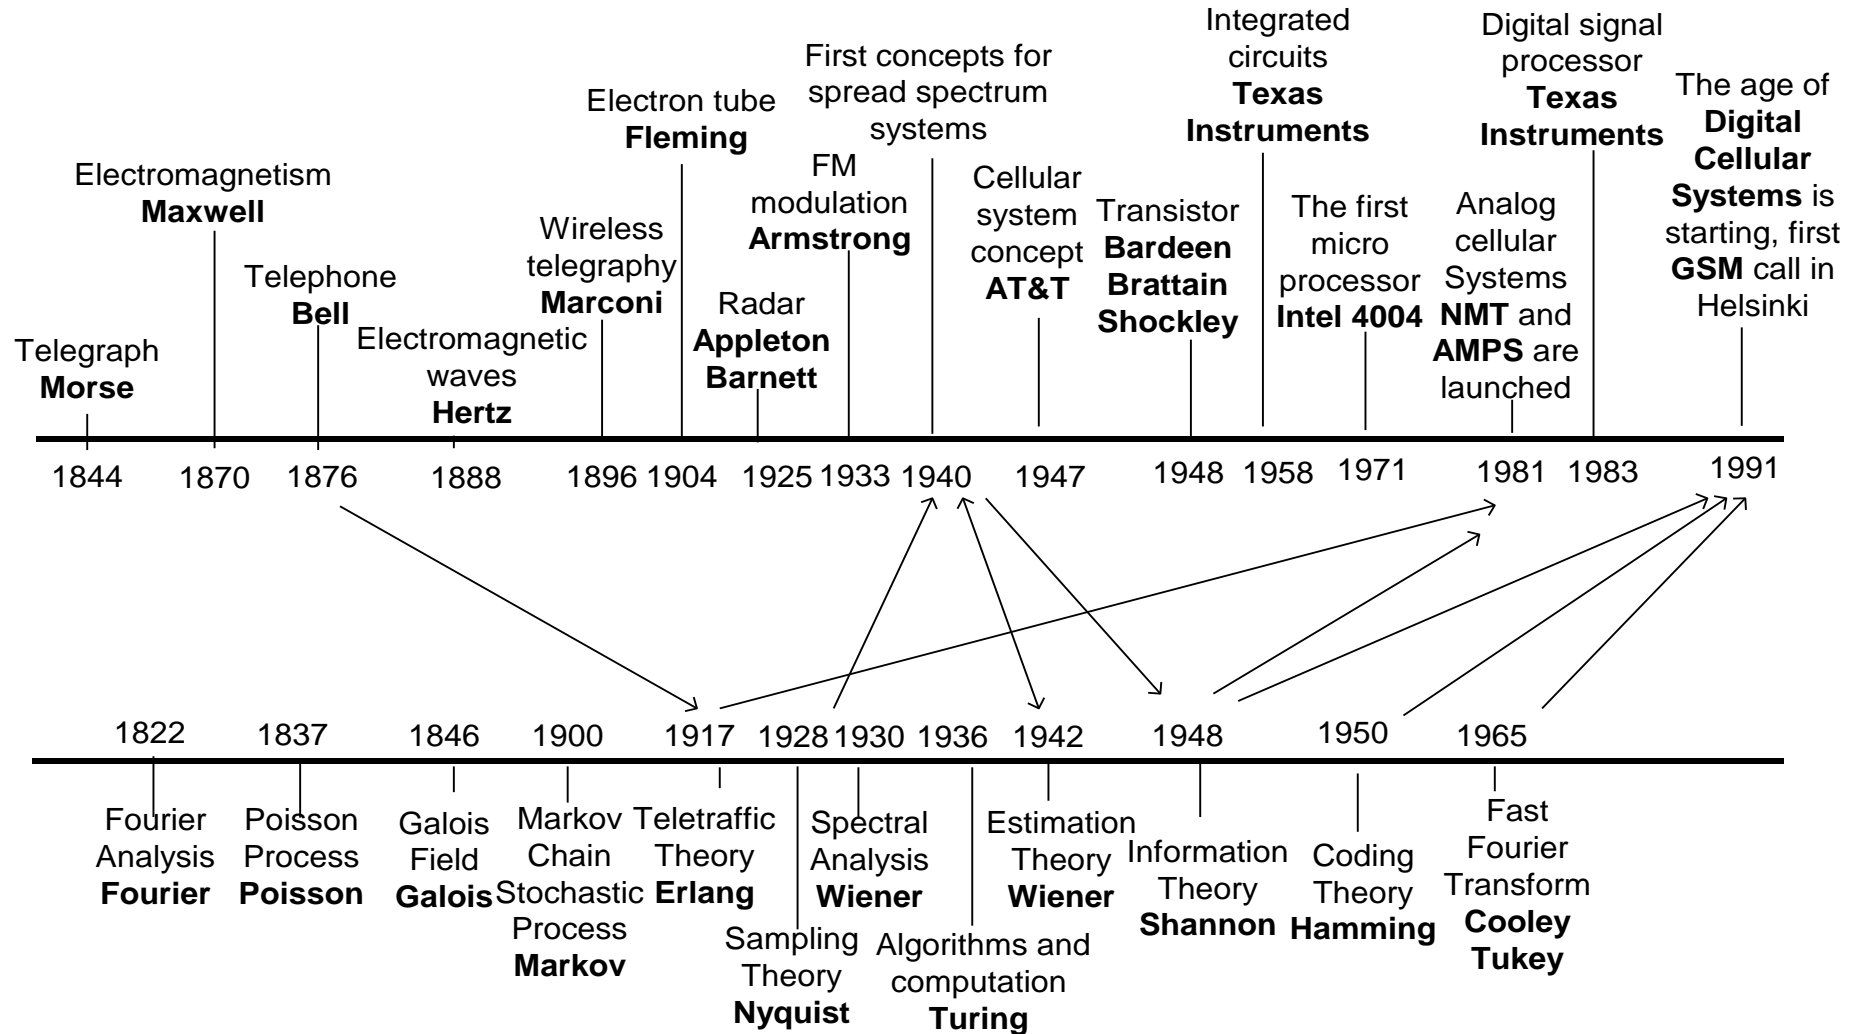 Telegraph
Morse
Electromagnetism
Maxwell
Telephone
Bell
Electromagnetic
waves
Hertz
Wireless
telegraphy
Marconi
Electron tube
Fleming
Radar
Appleton
Barnett
FM
modulation
Armstrong
First concepts for
spread spectrum
systems
Cellular
system
concept
AT&T
Transistor
Bardeen
Brattain
Shockley
Integrated
circuits
Texas
Instruments
The first
micro
processor
Intel 4004
Analog
cellular
Systems
NMT and
AMPS are
launched
Digital signal
processor
Texas
Instruments
The age of
Digital
Cellular
Systems is
starting, first
GSM call in
Helsinki
1844 1870 1876 1888 1896 1904 1925 1933 1940 1947 1948 1958 1971 1981 1983 1991
1822 1837 1846 1900 1917 1928 1930 1936 1942 1948 1950 1965
Fourier
Analysis
Fourier
Poisson
Process
Poisson
Galois
Field
Galois
Markov
Chain
Stochastic
Process
Markov
Teletraffic
Theory
Erlang
Sampling
Theory
Nyquist
Spectral
Analysis
Wiener
Algorithms and
computation
Turing
Estimation
Theory
Wiener
Information
Theory
Shannon
Coding
Theory
Hamming
Fast
Fourier
Transform
Cooley
Tukey